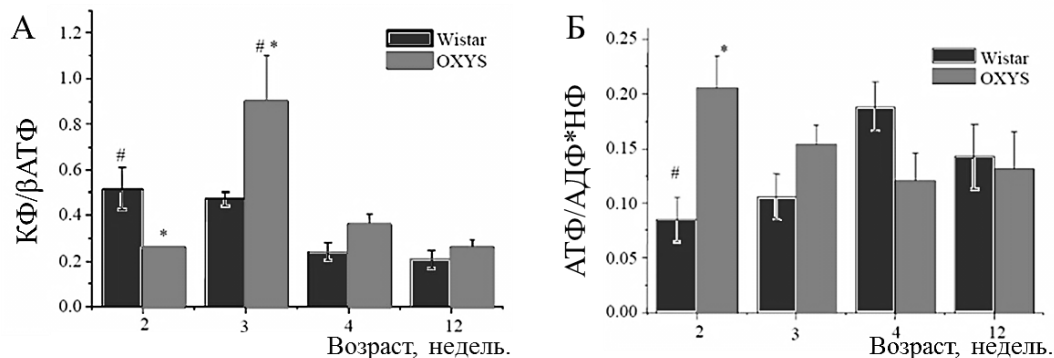 А
КФ/βАТФ
1.2
1.0
0.8
0.6
0.4
0.2
0.0
#
*
# *
Wistar
OXYS
2
3
4
12
Возраст, недель.
Б
АТФ/АДФ*НФ
0.25
0.20
0.15
0.10
0.05
0.00
#
*
Wistar
OXYS
2
3
4
12
Возраст, недель.